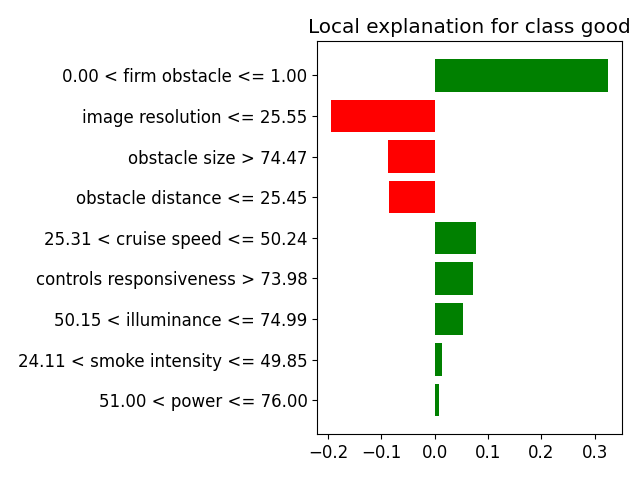 Local explanation for class good
0.00 < firm obstacle <= 1.00
image resolution <= 25.55
obstacle size > 74.47
obstacle distance <= 25.45
25.31 < cruise speed <= 50.24
controls responsiveness > 73.98
50.15 < illuminance <= 74.99
24.11 < smoke intensity <= 49.85
51.00 < power <= 76.00
−0.2 −0.1 0.0 0.1 0.2 0.3